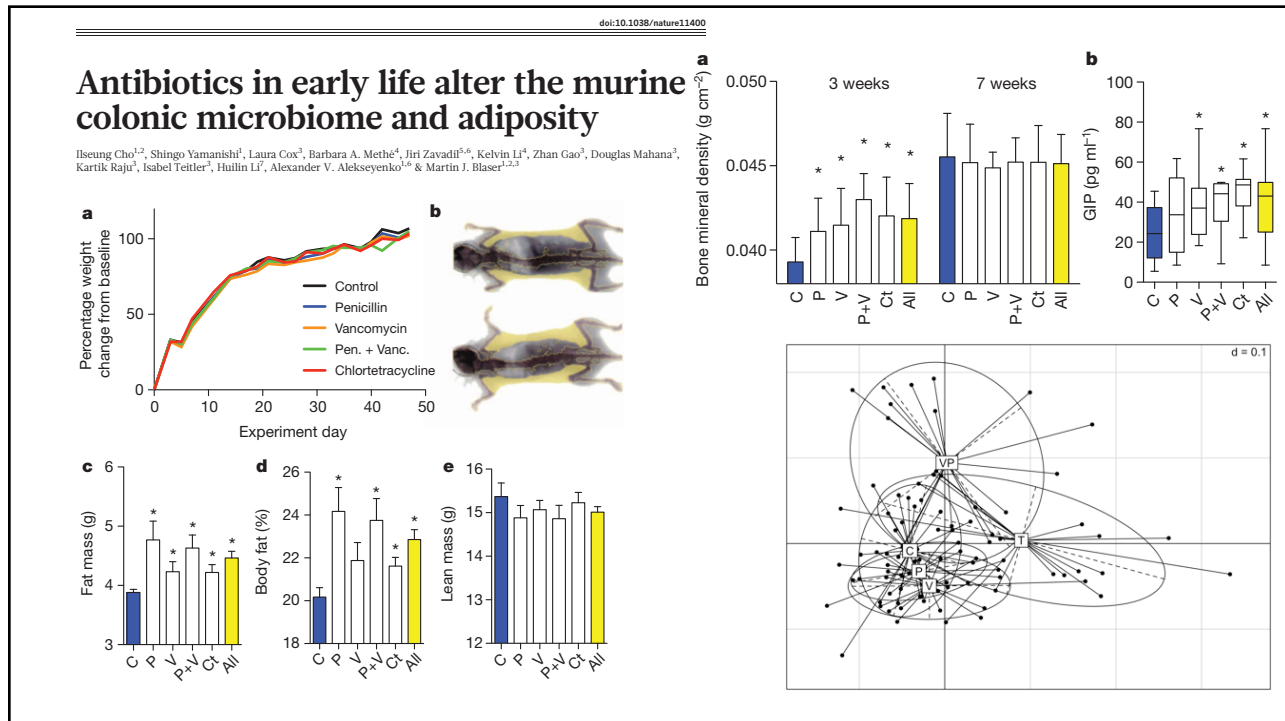 doi:10.1038/nature11400
Antibiotics in early life alter the murine
colonic microbiome and adiposity
Ilseung Cho1,2, Shingo Yamanishi1, Laura Cox3, Barbara A. Methé4, Jiri Zavadil5,6, Kelvin Li4, Zhan Gao3, Douglas Mahana3,
Kartik Raju3, Isabel Teitler3, Huilin Li7, Alexander V. Alekseyenko1,6 & Martin J. Blaser1,2,3
a
Percentage weight
change from baseline
100
50
0
0 10 20 30 40 50
Experiment day
Control
Penicillin
Vancomycin
Pen. + Vanc.
Chlortetracycline
b
c
Fat mass (g)
6
5
4
3
C P V P+V Ct All
* * * * *
d
Body fat (%)
26
24
22
20
18
C P V P+V Ct All
* * * *
e
Lean mass (g)
16
15
14
13
12
C P V P+V Ct All
a
Bone mineral density (g cm−2)
0.050
0.045
0.040
3 weeks
7 weeks
* * * * *
C P V P+V Ct All
C P V P+V Ct All
b
GIP (pg ml−1)
100
80
60
40
20
0
* * * *
C P V P+V Ct All
d = 0.1
VP
T
C
P
V